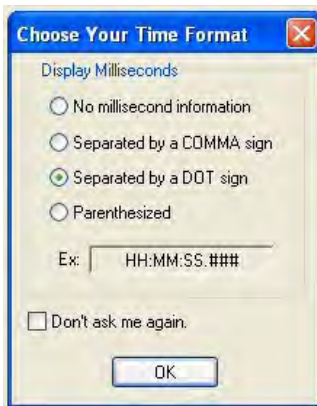 Choose Your Time Format
Display Milliseconds
No millisecond information
Separated by a COMMA sign
Separated by a DOT sign
Parenthesized
Ex: HH:MM:SS.###
Don't ask me again.
OK